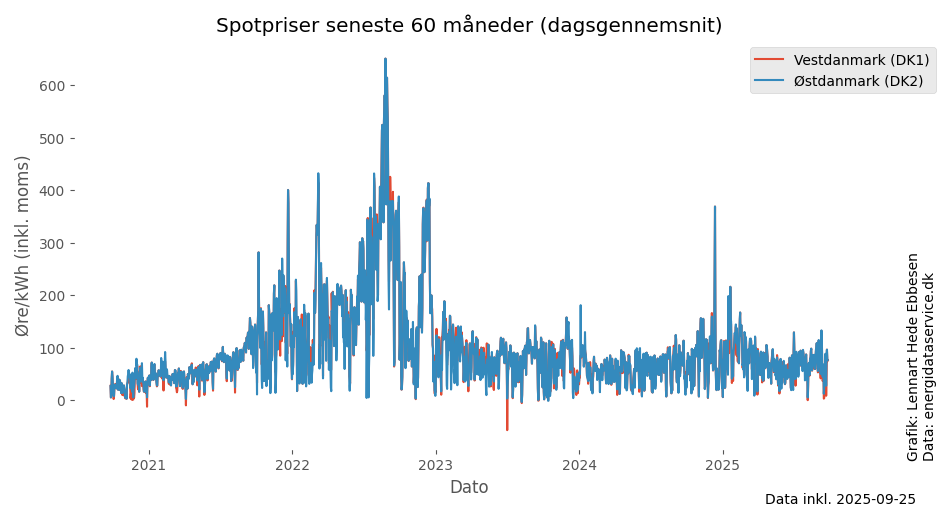 Spotpriser seneste 60 måneder (dagsgennemsnit)
Vestdanmark (DK1)
Østdanmark (DK2)
Øre/kWh (inkl. moms)
600
500
400
300
200
100
0
2021
2022
2023
2024
2025
Dato
Grafik: Lennart Hede Ebbesen
Data: energidataservice.dk
Data inkl. 2025-09-25